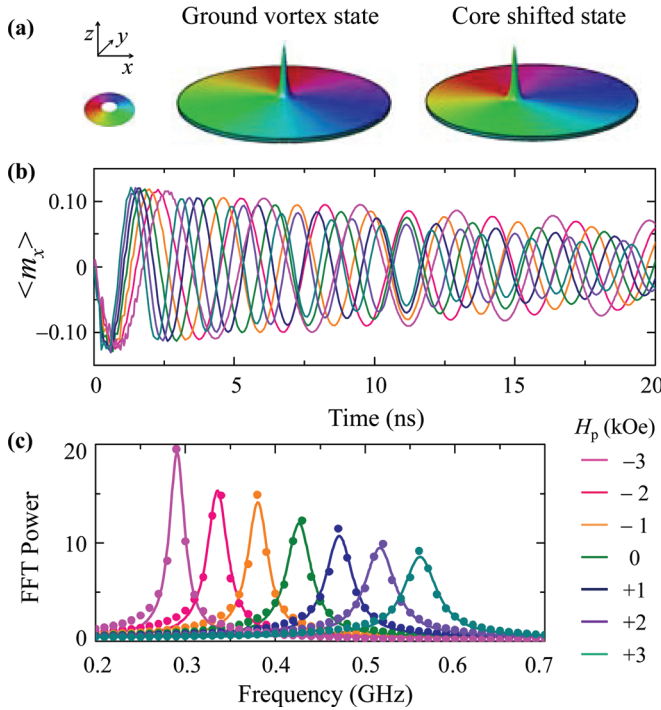 (a)
Ground vortex state
Core shifted state
z
y
x
(b)
<m_x>
0.10
0
−0.10
0
5
10
15
20
Time (ns)
(c)
FFT Power
20
10
0
0.2
0.3
0.4
0.5
0.6
0.7
Frequency (GHz)
H_p (kOe)
−3
−2
−1
0
+1
+2
+3